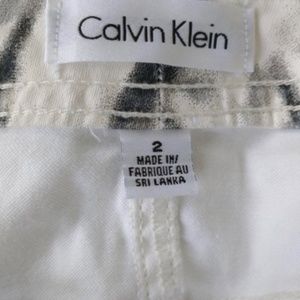 Calvin Klein
2
MADE IN/
FABRIQUE AU
SRI LANKA